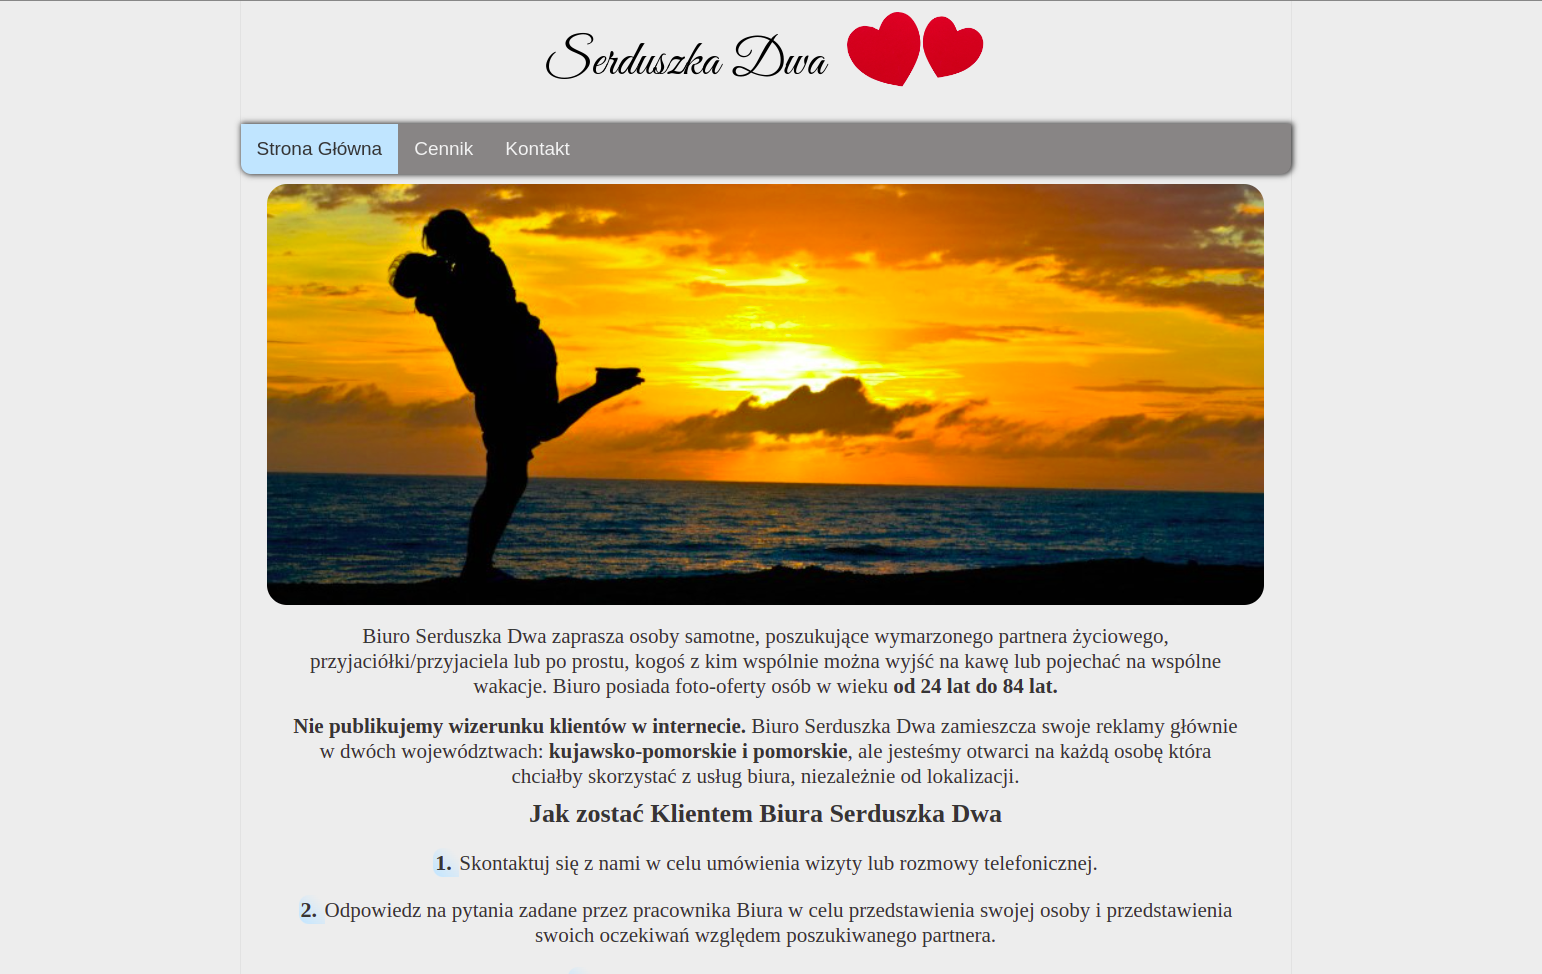 Serduszka Dwa
Strona Główna Cennik Kontakt
Biuro Serduszka Dwa zaprasza osoby samotne, poszukujące wymarzonego partnera życiowego,
przyjaciółki/przyjaciela lub po prostu, kogoś z kim wspólnie można wyjść na kawę lub pojechać na wspólne
wakacje. Biuro posiada foto-oferty osób w wieku od 24 lat do 84 lat.
Nie publikujemy wizerunku klientów w internecie. Biuro Serduszka Dwa zamieszcza swoje reklamy głównie
w dwóch województwach: kujawsko-pomorskie i pomorskie, ale jesteśmy otwarci na każdą osobę która
chciałby skorzystać z usług biura, niezależnie od lokalizacji.
Jak zostać Klientem Biura Serduszka Dwa
1. Skontaktuj się z nami w celu umówienia wizyty lub rozmowy telefonicznej.
2. Odpowiedz na pytania zadane przez pracownika Biura w celu przedstawienia swojej osoby i przedstawienia
swoich oczekiwań względem poszukiwanego partnera.